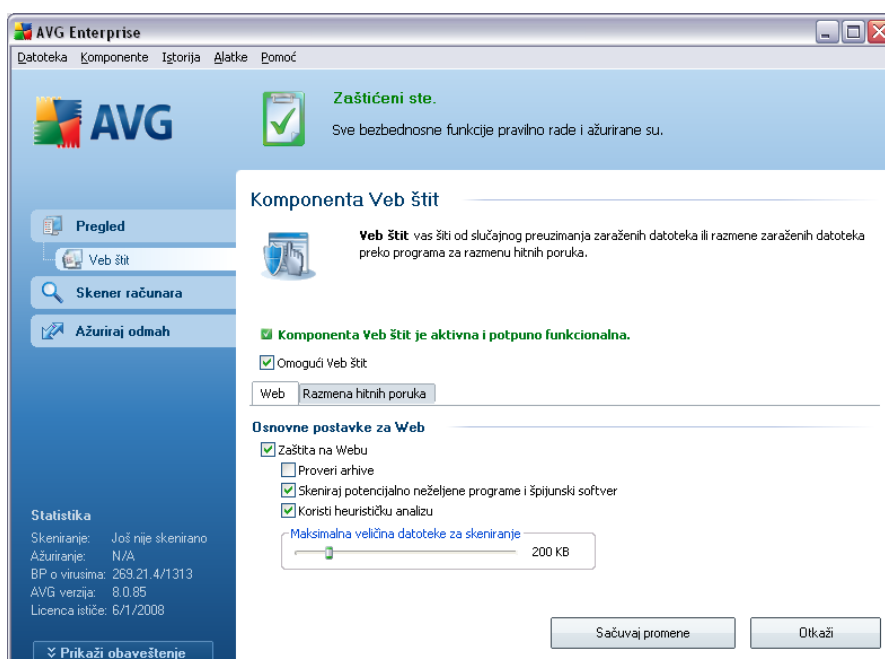 AVG Enterprise
Datoteka Komponente Istorija Alatke Pomoć
AVG
Zaštićeni ste.
Sve bezbednosne funkcije pravilno rade i ažurirane su.
Pregled
Veb štit
Skener računara
Ažuriraj odmah
Statistika
Skeniranje: Još nije skenirano
Ažuriranje: N/A
BP o virusima: 269.21.4/1313
AVG verzija: 8.0.85
Licenca ističe: 6/1/2008
Prikaži obaveštenje
Komponenta Veb štit
Veb štit vas šiti od slučajnog preuzimanja zaraženih datoteka ili razmene zaraženih datoteka
preko programa za razmenu hitnih poruka.
Komponenta Veb štit je aktivna i potpuno funkcionalna.
Omogući Veb štit
Web Razmena hitnih poruka
Osnovne postavke za Web
Zaštita na Webu
Proveri arhive
Skeniraj potencijalno neželjene programe i špijunski softver
Koristi heurističku analizu
Maksimalna veličina datoteke za skeniranje
200 KB
Sačuvaj promene Otkaži